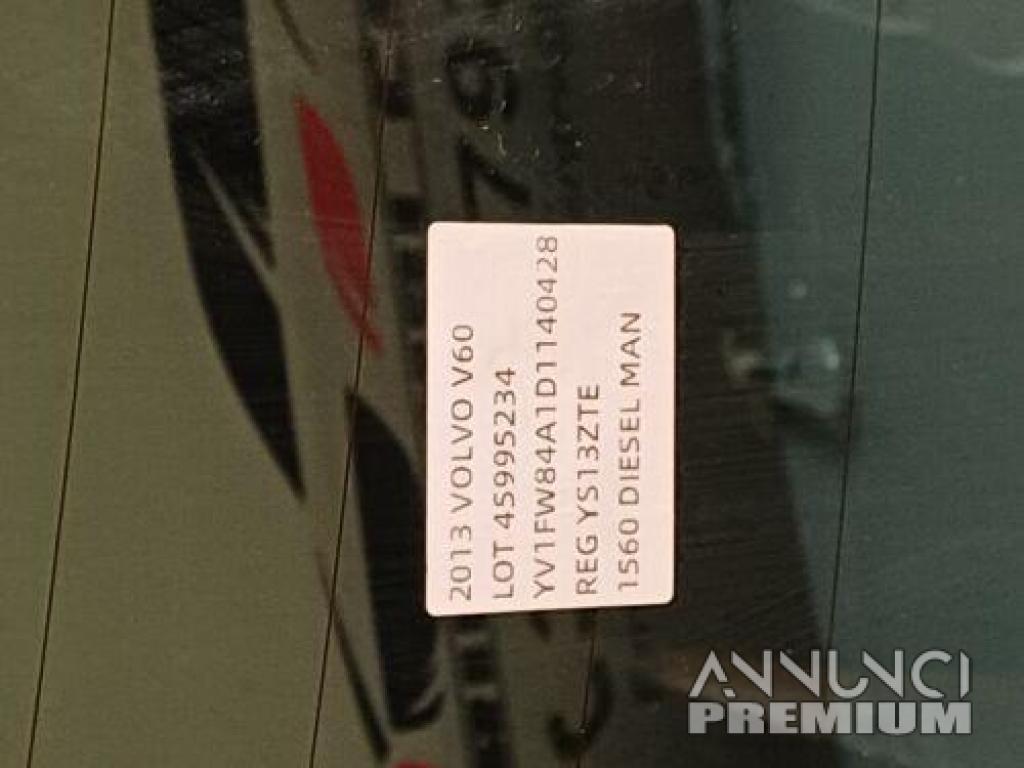 2013 VOLVO V60
LOT 45995234
YV1FW84A1D1140428
REG YS13ZTE
1560 DIESEL MAN
ANNUNCI
PREMIUM